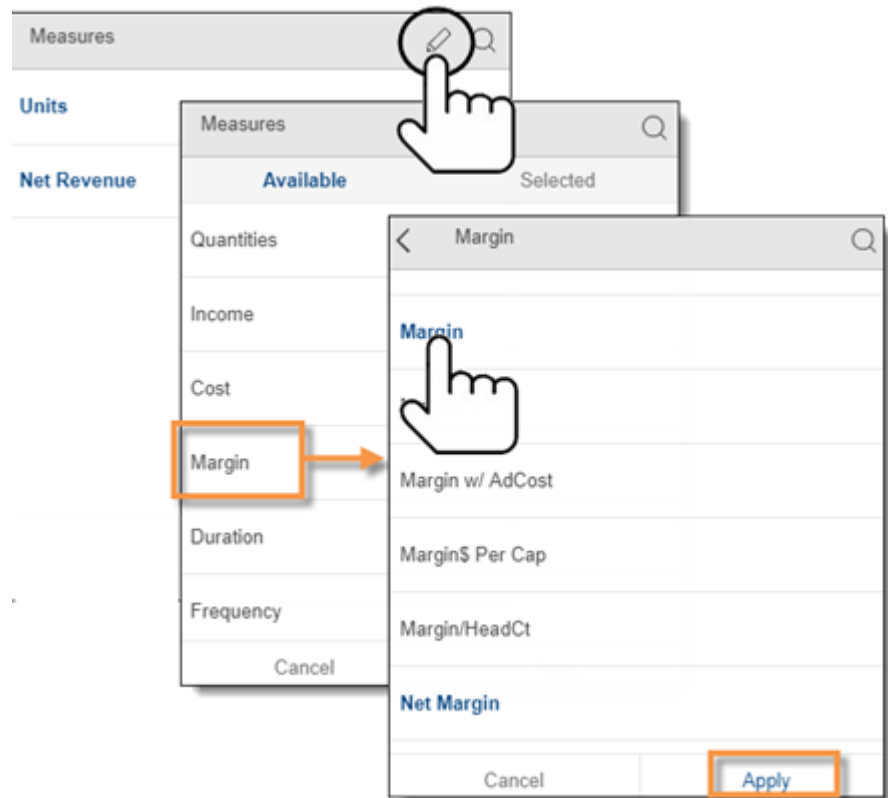 Measures
Units
Net Revenue
Measures
Available Selected
Quantities
Income
Cost
Margin
Duration
Frequency
Cancel
Margin
Margin
Margin w/ AdCost
Margin$ Per Cap
Margin/HeadCt
Net Margin
Cancel Apply